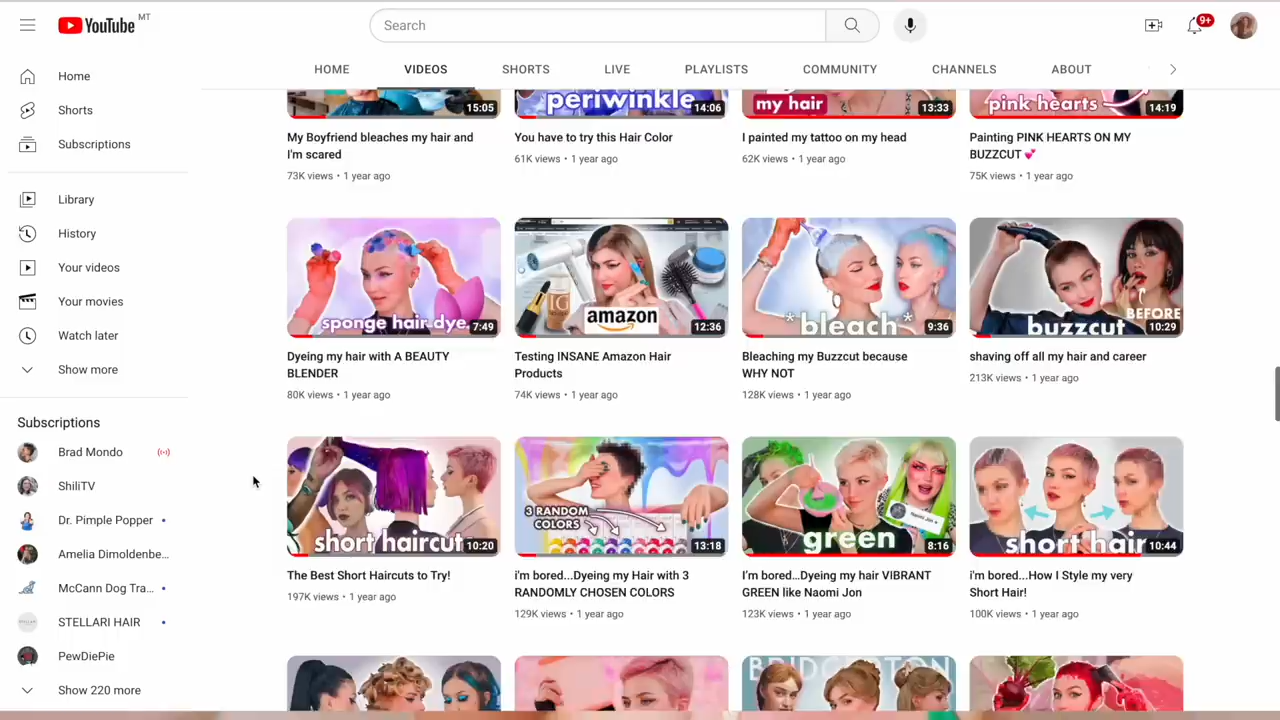 YouTube MT
Search
9+
HOME VIDEOS SHORTS LIVE PLAYLISTS COMMUNITY CHANNELS ABOUT
Home
Shorts
Subscriptions
Library
History
Your videos
Your movies
Watch later
Show more
Subscriptions
Brad Mondo
ShiliTV
Dr. Pimple Popper
Amelia Dimoldenbe...
McCann Dog Tra...
STELLARI HAIR
PewDiePie
Show 220 more
15:05
My Boyfriend bleaches my hair and
I'm scared
73K views • 1 year ago
periwinkle
14:06
You have to try this Hair Color
61K views • 1 year ago
my hair
13:33
I painted my tattoo on my head
62K views • 1 year ago
pink hearts
14:19
Painting PINK HEARTS ON MY
BUZZCUT 💕
75K views • 1 year ago
sponge hair dye.
7:49
Dyeing my hair with A BEAUTY
BLENDER
80K views • 1 year ago
IG
amazon
12:36
Testing INSANE Amazon Hair
Products
74K views • 1 year ago
*bleach*
9:36
Bleaching my Buzzcut because
WHY NOT
128K views • 1 year ago
BEFORE
buzzcut
10:29
shaving off all my hair and career
213K views • 1 year ago
short haircut
10:20
The Best Short Haircuts to Try!
197K views • 1 year ago
3 RANDOM
COLORS
13:18
i'm bored...Dyeing my Hair with 3
RANDOMLY CHOSEN COLORS
129K views • 1 year ago
Naomi Jon
green
8:16
I'm bored...Dyeing my hair VIBRANT
GREEN like Naomi Jon
123K views • 1 year ago
short hair
10:44
i'm bored...How I Style my very
Short Hair!
100K views • 1 year ago
BRIDGERTON